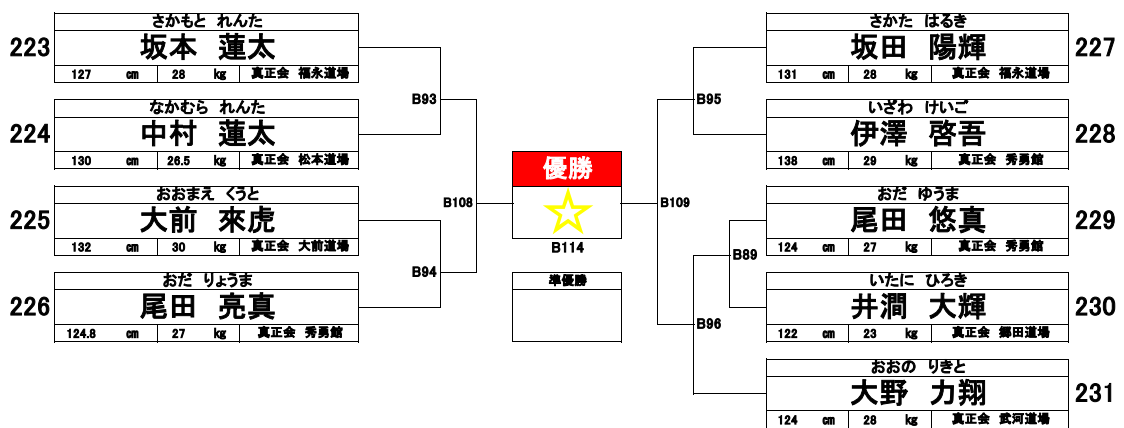 さかもと れんた
223 坂本 蓮太
127 cm 28 kg 真正会 福永道場
なかむら れんた
224 中村 蓮太
130 cm 26.5 kg 真正会 松本道場
おおまえ くうと
225 大前 來虎
132 cm 30 kg 真正会 大前道場
おだ りょうま
226 尾田 亮真
124.8 cm 27 kg 真正会 秀勇館
B93
B94
B108
優勝
B114
準優勝
B109
B95
B89
B96
さかた はるき
坂田 陽輝 227
131 cm 28 kg 真正会 福永道場
いざわ けいご
伊澤 啓吾 228
138 cm 29 kg 真正会 秀勇館
おだ ゆうま
尾田 悠真 229
124 cm 27 kg 真正会 秀勇館
いたに ひろき
井澗 大輝 230
122 cm 23 kg 真正会 郷田道場
おおの りきと
大野 力翔 231
124 cm 28 kg 真正会 武河道場